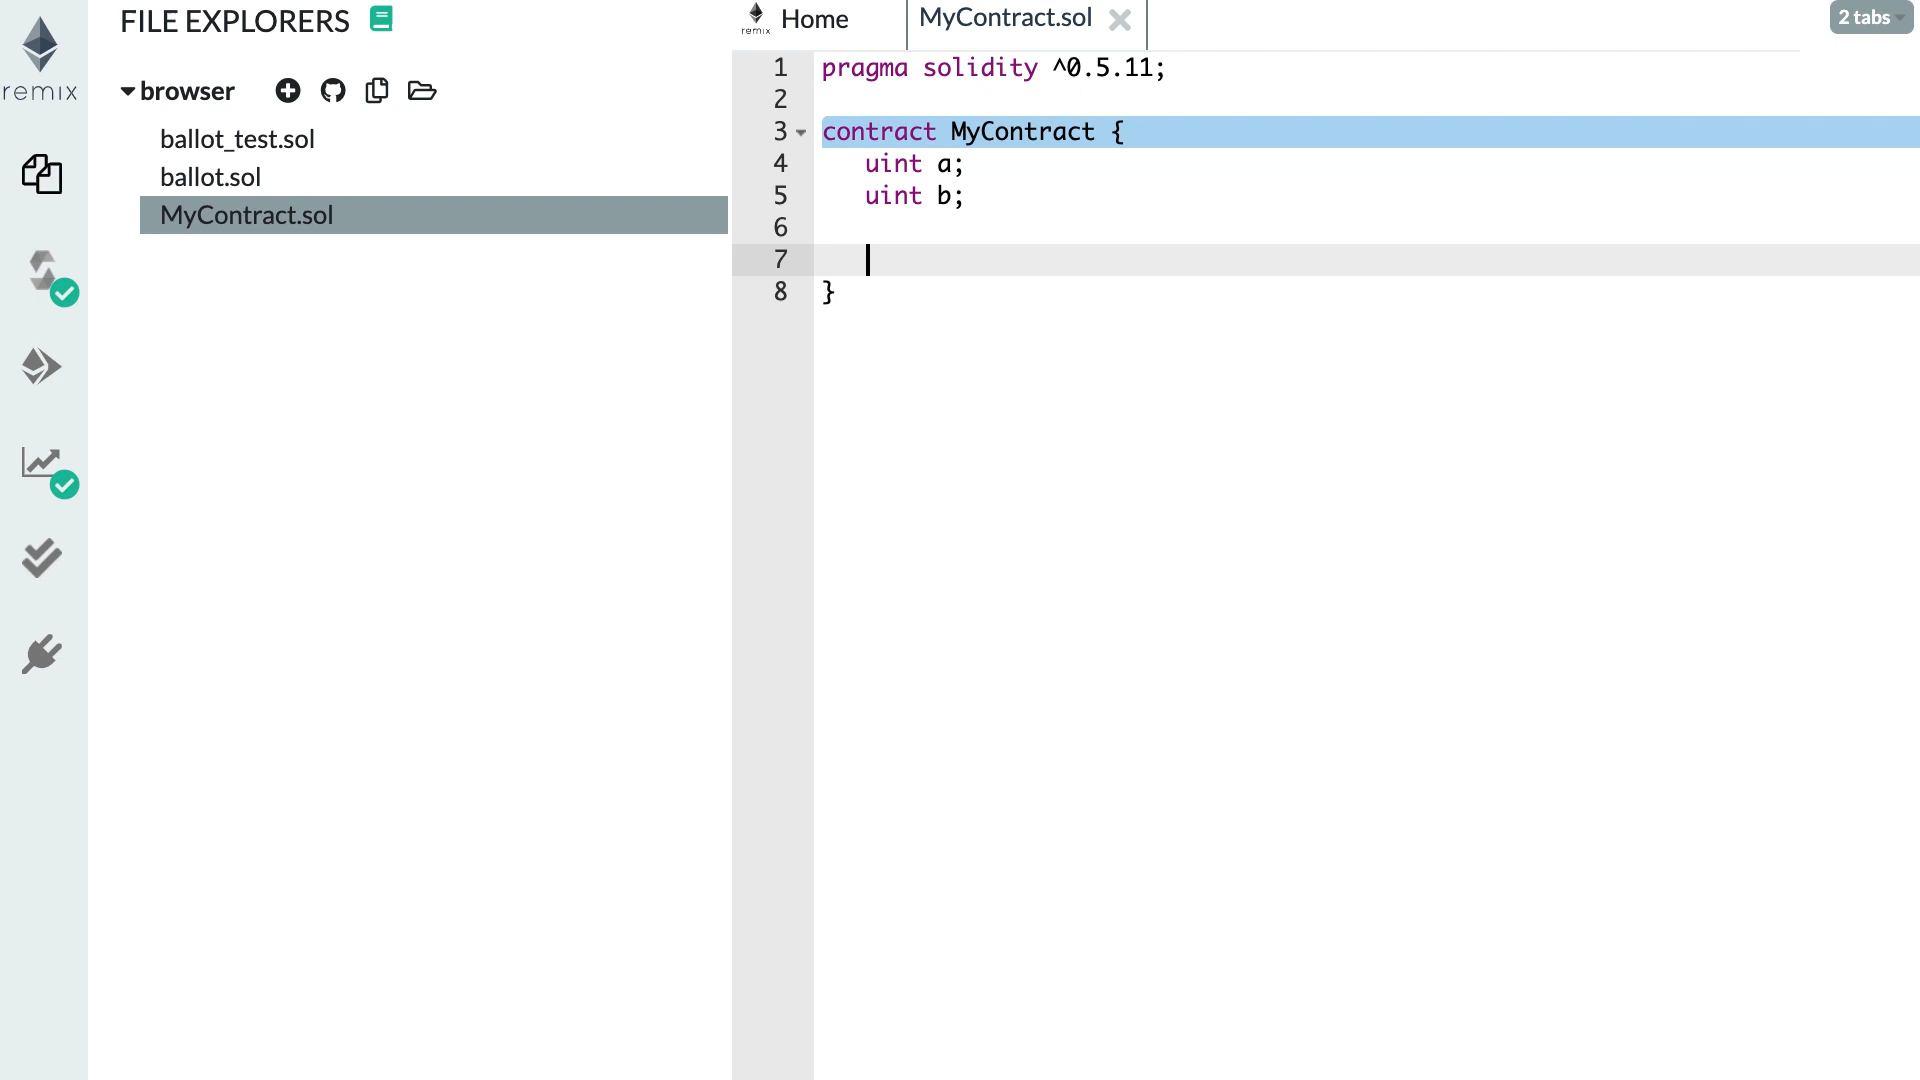 remix
FILE EXPLORERS
browser
ballot_test.sol
ballot.sol
MyContract.sol
remix
Home
MyContract.sol
2 tabs
1 pragma solidity ^0.5.11;
2
3 contract MyContract {
4 uint a;
5 uint b;
6
7
8 }